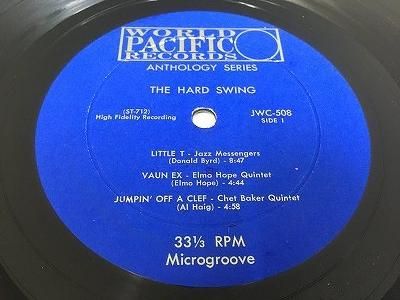 WORLD
PACIFIC
RECORDS
ANTHOLOGY SERIES
THE HARD SWING
(ST-712) JWC-508
High Fidelity Recording SIDE 1
LITTLE T - Jazz Messengers
(Donald Byrd) - 8:47
VAUN EX - Elmo Hope Quintet
(Elmo Hope) - 4:44
JUMPIN' OFF A CLEF - Chet Baker Quintet
(Al Haig) - 4:58
33⅓ RPM
Microgroove